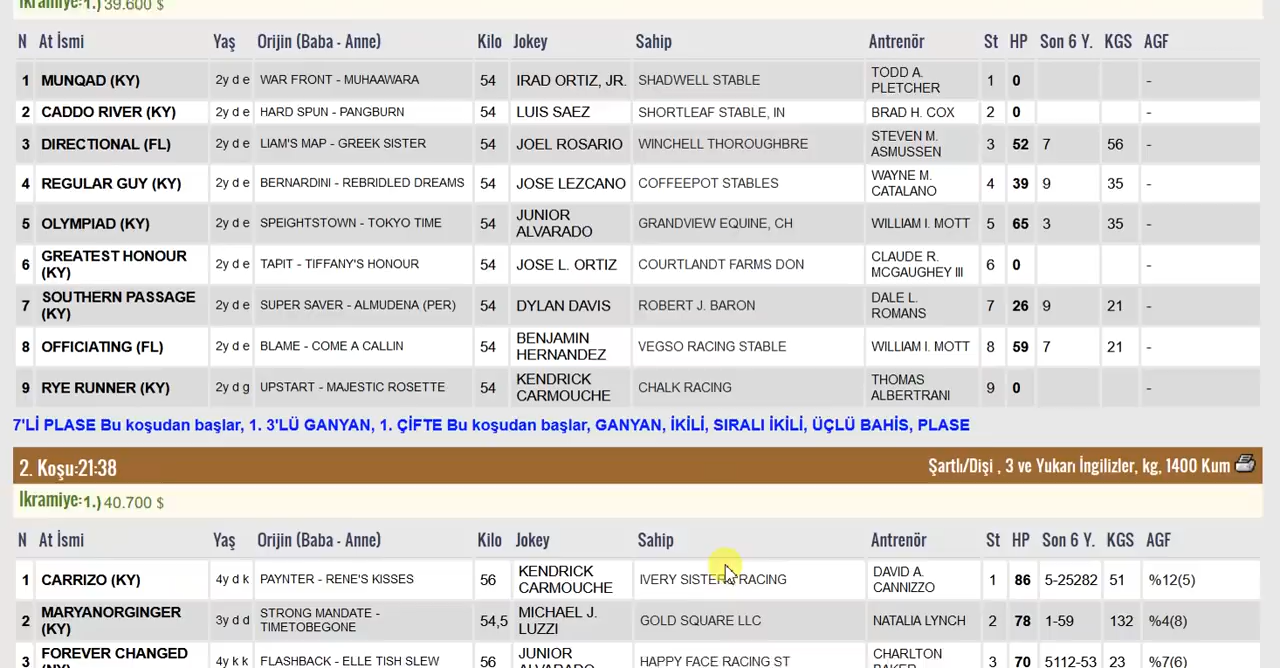 İkramiye:1.) 39.600 $
N At İsmi Yaş Orijin (Baba - Anne) Kilo Jokey Sahip Antrenör St HP Son 6 Y. KGS AGF
1 MUNQAD (KY) 2y d e WAR FRONT - MUHAAWARA 54 IRAD ORTIZ, JR. SHADWELL STABLE TODD A. PLETCHER 1 0 -
2 CADDO RIVER (KY) 2y d e HARD SPUN - PANGBURN 54 LUIS SAEZ SHORTLEAF STABLE, IN BRAD H. COX 2 0 -
3 DIRECTIONAL (FL) 2y d e LIAM'S MAP - GREEK SISTER 54 JOEL ROSARIO WINCHELL THOROUGHBRE STEVEN M. ASMUSSEN 3 52 7 56 -
4 REGULAR GUY (KY) 2y d e BERNARDINI - REBRIDLED DREAMS 54 JOSE LEZCANO COFFEEPOT STABLES WAYNE M. CATALANO 4 39 9 35 -
5 OLYMPIAD (KY) 2y d e SPEIGHTSTOWN - TOKYO TIME 54 JUNIOR ALVARADO GRANDVIEW EQUINE, CH WILLIAM I. MOTT 5 65 3 35 -
6 GREATEST HONOUR (KY) 2y d e TAPIT - TIFFANY'S HONOUR 54 JOSE L. ORTIZ COURTLANDT FARMS DON CLAUDE R. MCGAUGHEY III 6 0 -
7 SOUTHERN PASSAGE (KY) 2y d e SUPER SAVER - ALMUDENA (PER) 54 DYLAN DAVIS ROBERT J. BARON DALE L. ROMANS 7 26 9 21 -
8 OFFICIATING (FL) 2y d e BLAME - COME A CALLIN 54 BENJAMIN HERNANDEZ VEGSO RACING STABLE WILLIAM I. MOTT 8 59 7 21 -
9 RYE RUNNER (KY) 2y d g UPSTART - MAJESTIC ROSETTE 54 KENDRICK CARMOUCHE CHALK RACING THOMAS ALBERTRANI 9 0 -
7'Lİ PLASE Bu koşudan başlar, 1. 3'LÜ GANYAN, 1. ÇİFTE Bu koşudan başlar, GANYAN, İKİLİ, SIRALI İKİLİ, ÜÇLÜ BAHİS, PLASE
2. Koşu:21:38 Şartlı/Dişi , 3 ve Yukarı İngilizler, kg, 1400 Kum
İkramiye:1.) 40.700 $
N At İsmi Yaş Orijin (Baba - Anne) Kilo Jokey Sahip Antrenör St HP Son 6 Y. KGS AGF
1 CARRIZO (KY) 4y d k PAYNTER - RENE'S KISSES 56 KENDRICK CARMOUCHE IVERY SISTERS RACING DAVID A. CANNIZZO 1 86 5-25282 51 %12(5)
2 MARYANORGINGER (KY) 3y d d STRONG MANDATE - TIMETOBEGONE 54,5 MICHAEL J. LUZZI GOLD SQUARE LLC NATALIA LYNCH 2 78 1-59 132 %4(8)
3 FOREVER CHANGED (NY) 4y k k FLASHBACK - ELLE TISH SLEW 56 JUNIOR ALVARADO HAPPY FACE RACING ST CHARLTON BAKER 3 70 5112-53 23 %7(6)